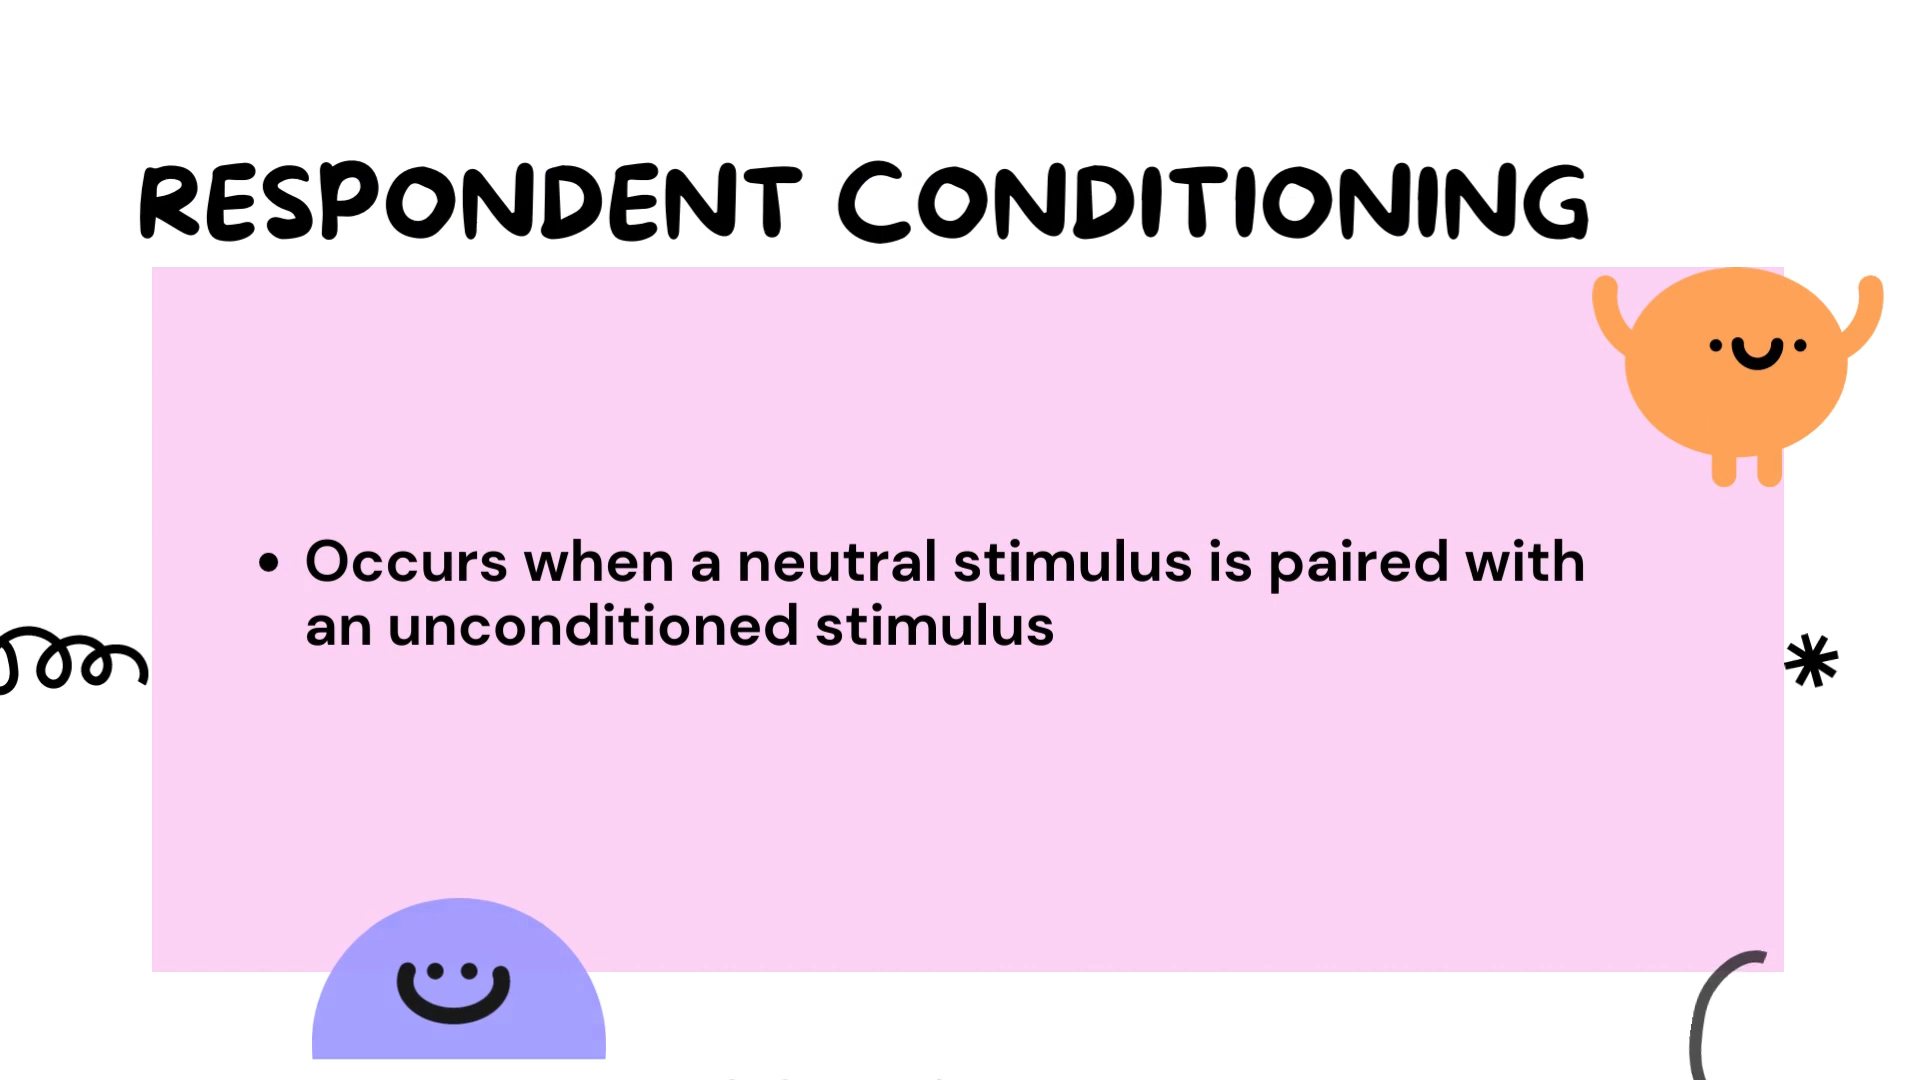 RESPONDENT CONDITIONING
• Occurs when a neutral stimulus is paired with
an unconditioned stimulus